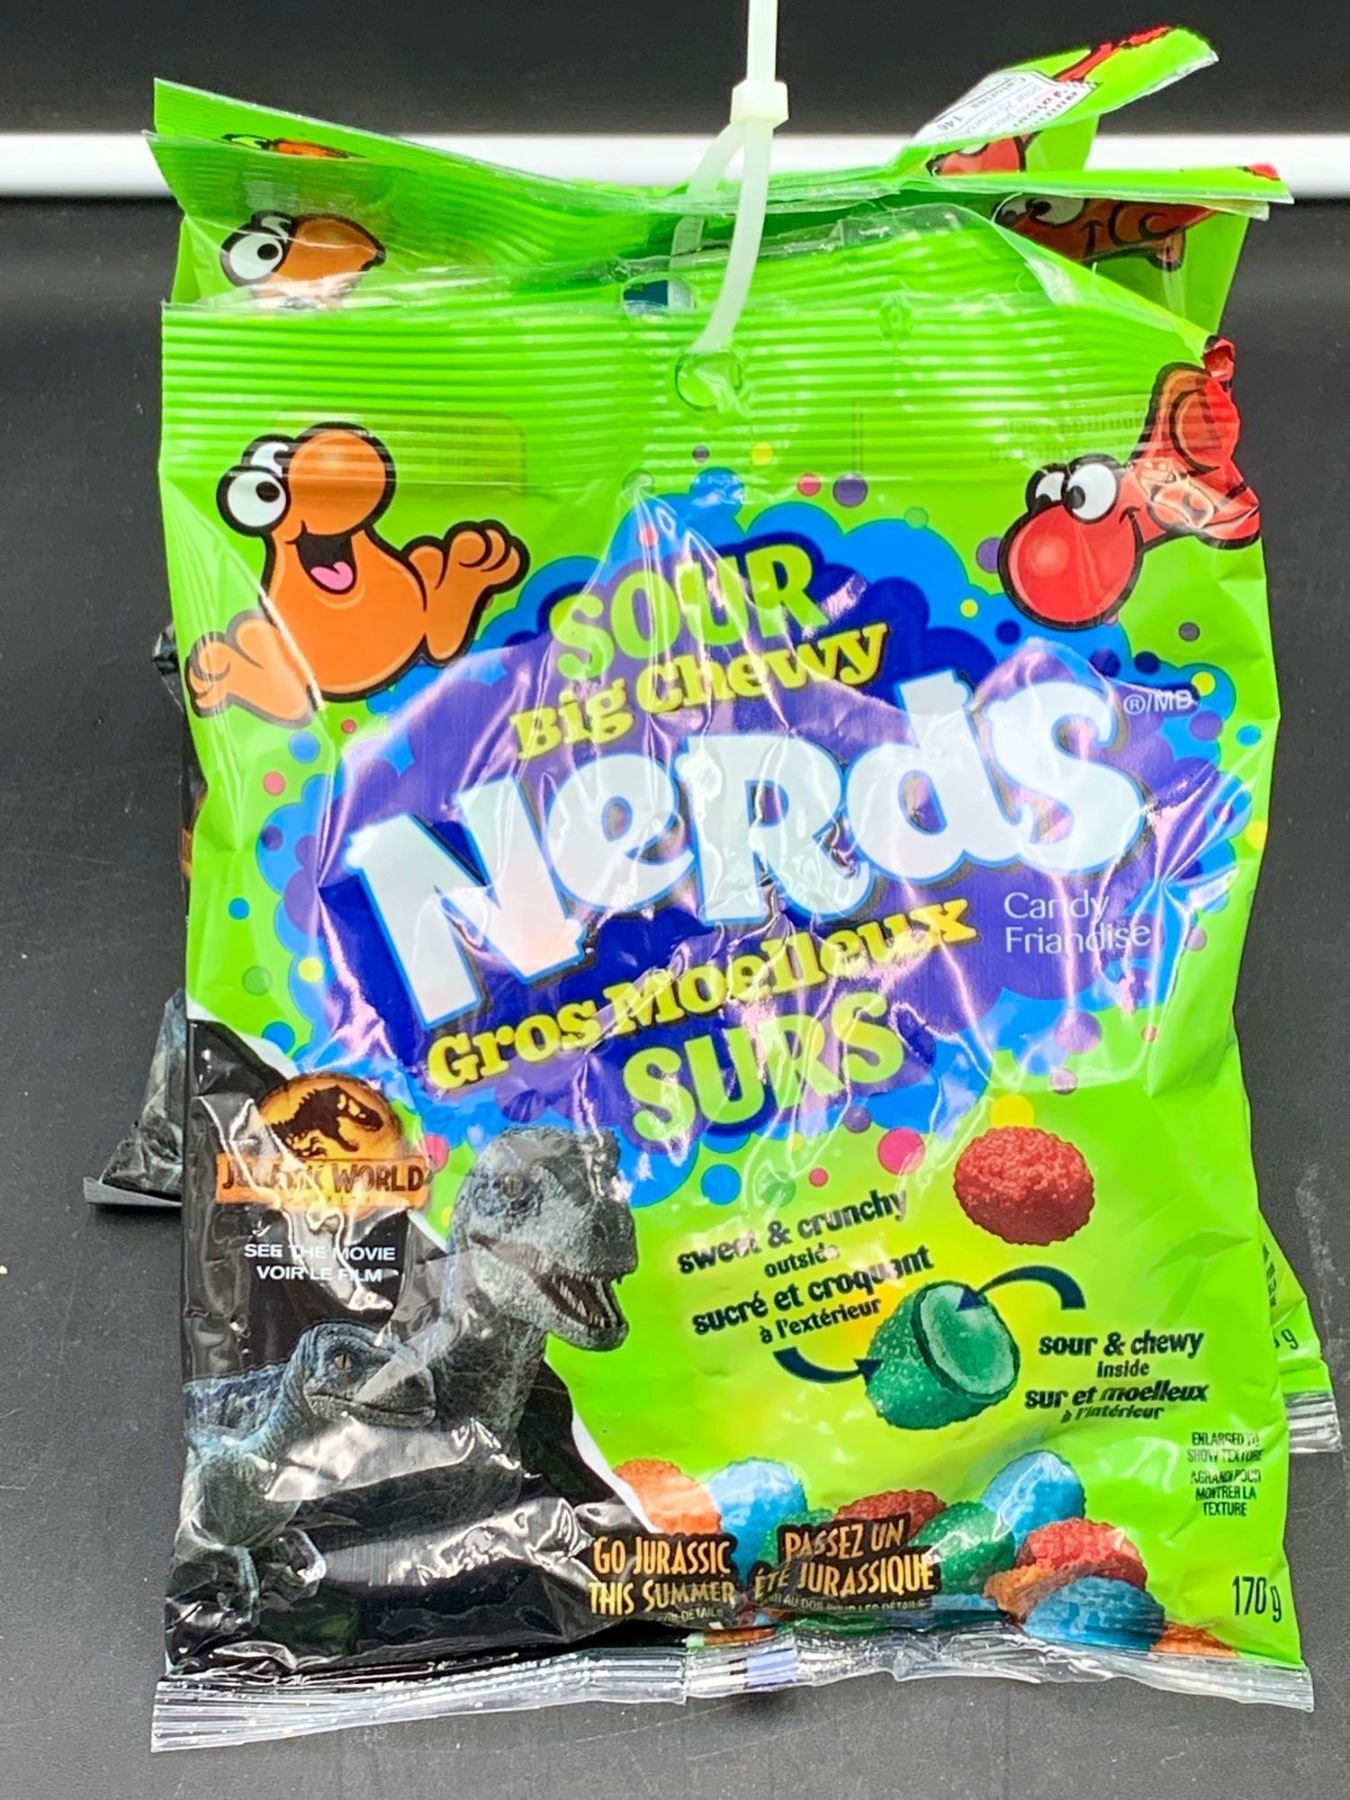 SOUR
Big Chewy
NeRds
®/MD
Candy
Friandise
Gros Moelleux
SURS
JURASSIC WORLD
SEE THE MOVIE
VOIR LE FILM
sweet & crunchy
outside
sucré et croquant
à l'extérieur
sour & chewy
inside
sur et moelleux
à l'intérieur
ENLARGED TO
SHOW TEXTURE
AGRANDI POUR
MONTRER LA
TEXTURE
GO JURASSIC
THIS SUMMER
PASSEZ UN
ÉTÉ JURASSIQUE
170 g